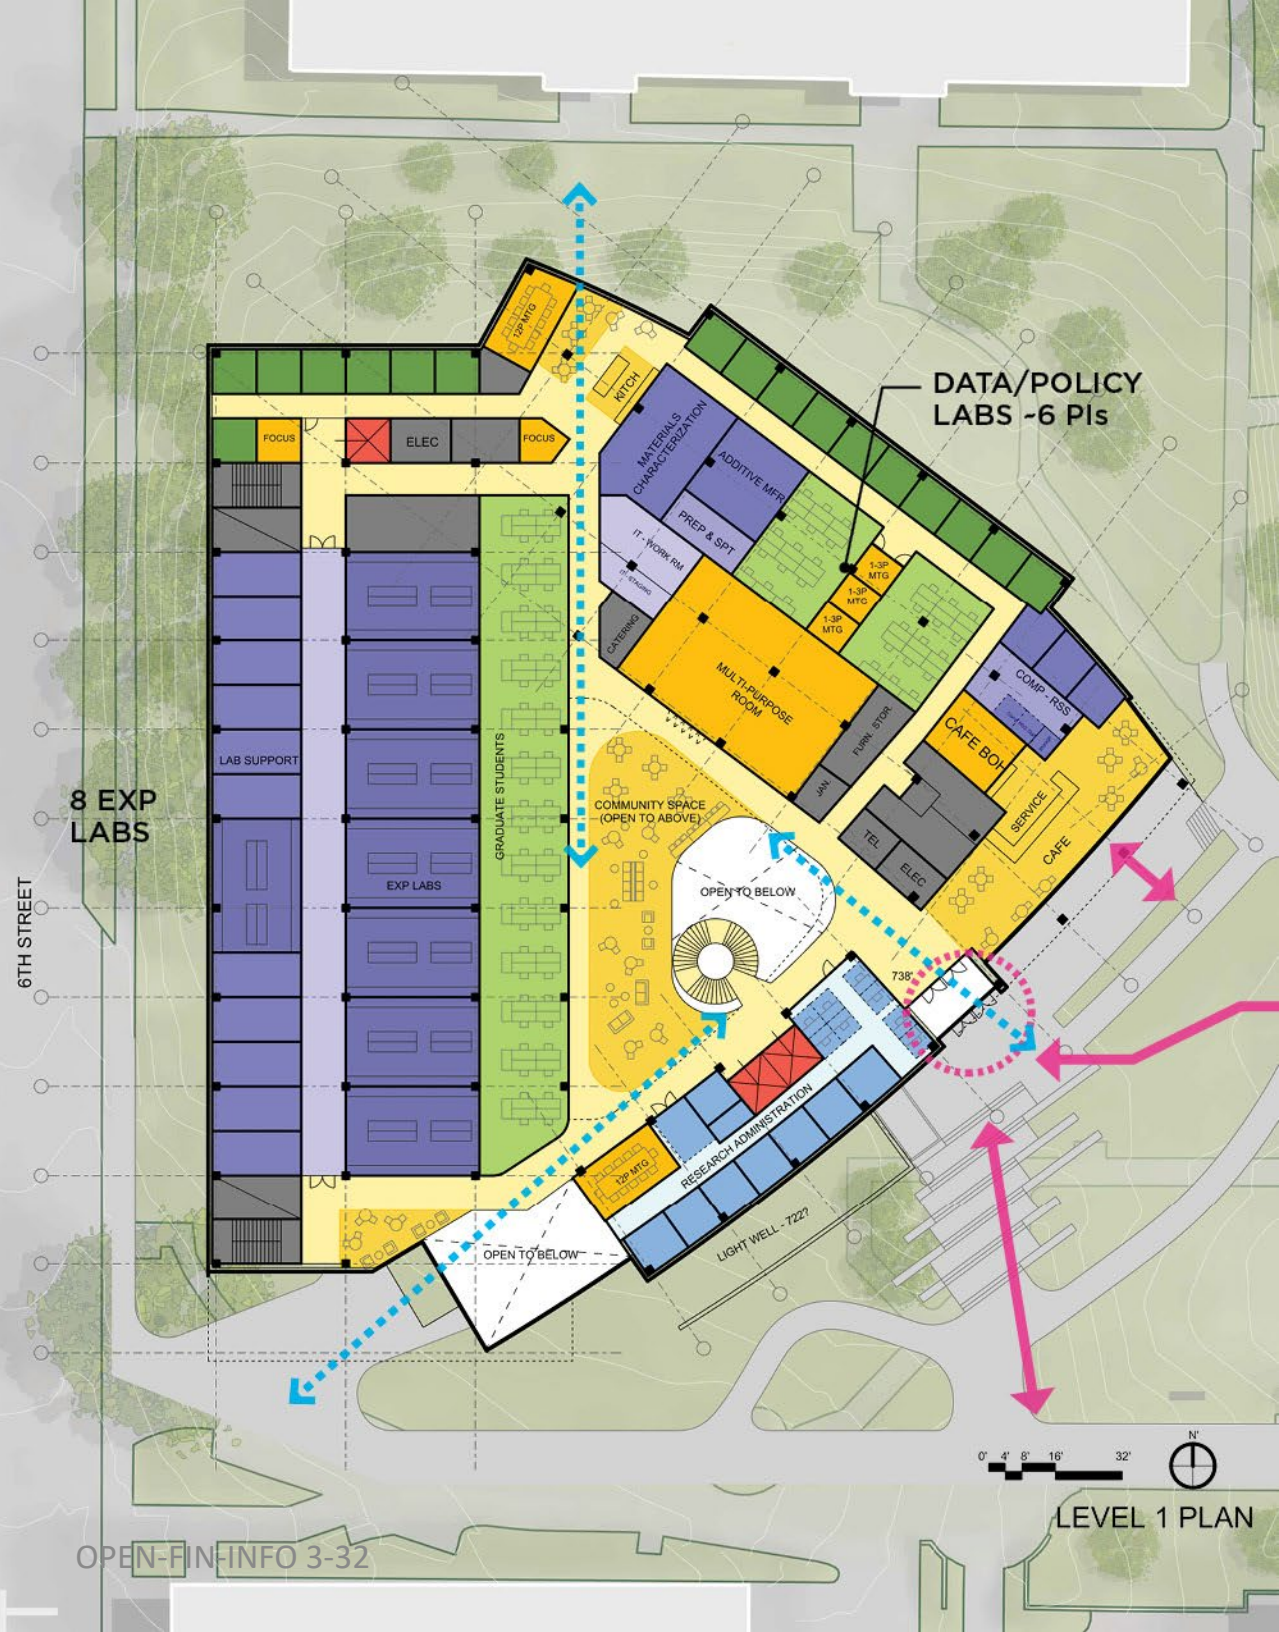 12P MTG
KITCH
DATA/POLICY
LABS ~6 PIs
MATERIALS
CHARACTERIZATION
FOCUS
ELEC
FOCUS
ADDITIVE MFR
PREP & SPT
IT - WORK RM
IT - STAGING
1-3P
MTG
1-3P
MTG
1-3P
MTG
CATERING
MULTI-PURPOSE
ROOM
COMP - RSS
FURN. STOR.
CAFE BOH
GRADUATE STUDENTS
LAB SUPPORT
8 EXP
LABS
JAN.
COMMUNITY SPACE
(OPEN TO ABOVE)
SERVICE
TEL
CAFE
ELEC
EXP LABS
OPEN TO BELOW
6TH STREET
738'
RESEARCH ADMINISTRATION
12P MTG
LIGHT WELL - 722?
OPEN TO BELOW
N'
0' 4' 8' 16' 32'
LEVEL 1 PLAN
OPEN-FIN-INFO 3-32